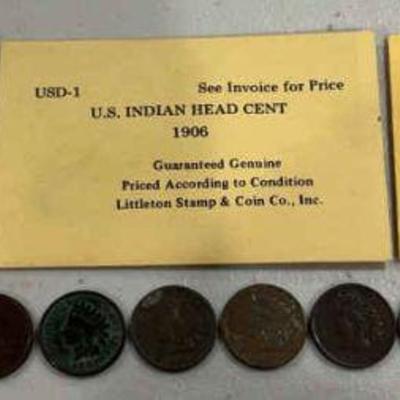 USD-1 See Invoice for Price
U.S. INDIAN HEAD CENT
1906
Guaranteed Genuine
Priced According to Condition
Littleton Stamp & Coin Co., Inc.